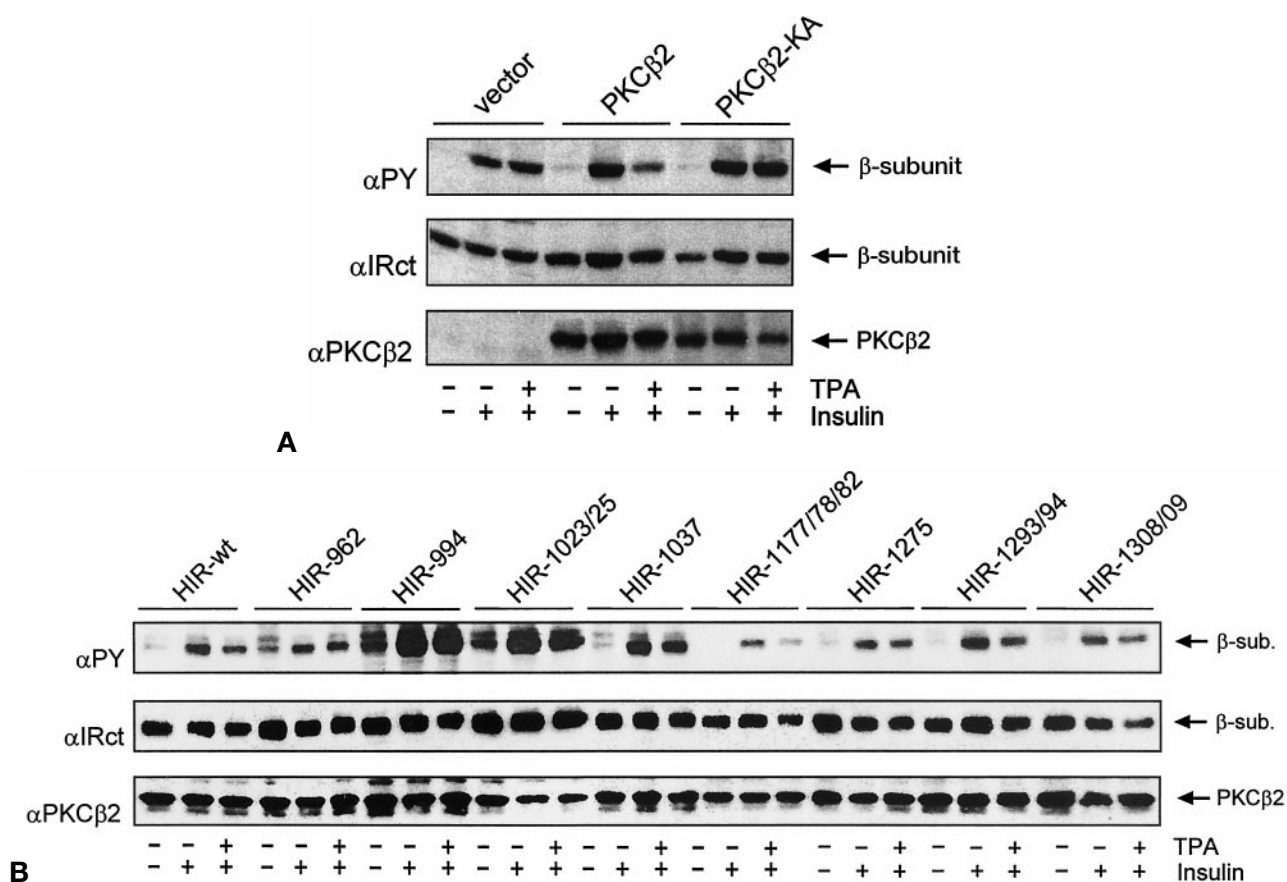 vector PKCβ2 PKCβ2-KA
αPY β-subunit
αIRct β-subunit
αPKCβ2 PKCβ2
- - + - - + - - + TPA
- + + - + + - + + Insulin
A
HIR-wt HIR-962 HIR-994 HIR-1023/25 HIR-1037 HIR-1177/78/82 HIR-1275 HIR-1293/94 HIR-1308/09
αPY β-sub.
αIRct β-sub.
αPKCβ2 PKCβ2
- - + - - + - - + - - + - - + - - + - - + - - + - - + TPA
- + + - + + - + + - + + - + + - + + - + + - + + - + + Insulin
B